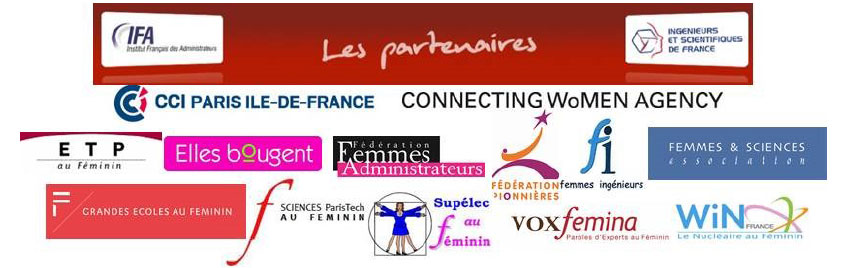 IFA
Institut Français des Administrateurs
Les partenaires
INGENIEURS
ET SCIENTIFIQUES
DE FRANCE
CCI PARIS ILE-DE-FRANCE
CONNECTING WoMEN AGENCY
ETP
au Féminin
Elles bougent
Fédération
Femmes
Administrateurs
FÉDÉRATION
PIONNIÈRES
fi
femmes ingénieurs
FEMMES & SCIENCES
association
F
GRANDES ECOLES AU FEMININ
f
SCIENCES ParisTech
AU FEMININ
Supélec
au
féminin
VOXfemina
Paroles d'Experts au Féminin
WiN
FRANCE
Le Nucléaire au Féminin